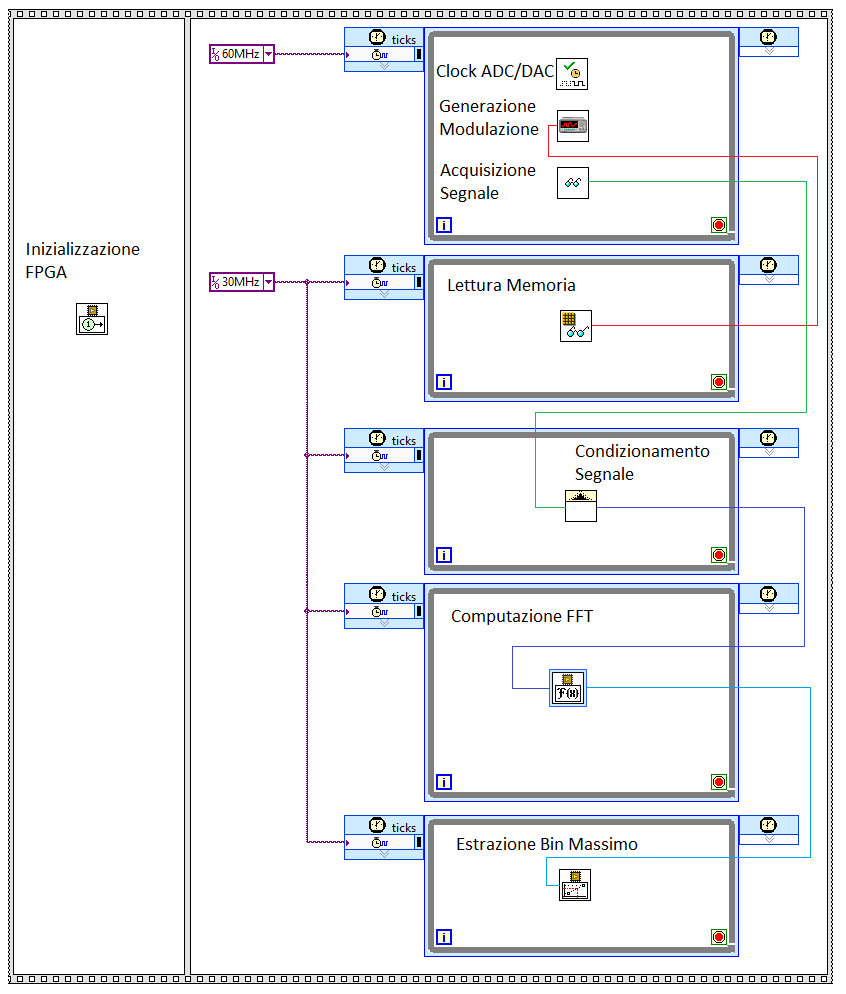 Inizializzazione
FPGA
60MHz
ticks
Clock ADC/DAC
Generazione
Modulazione
Acquisizione
Segnale
i
30MHz
ticks
Lettura Memoria
i
ticks
Condizionamento
Segnale
i
ticks
Computazione FFT
F(x)
i
ticks
Estrazione Bin Massimo
i